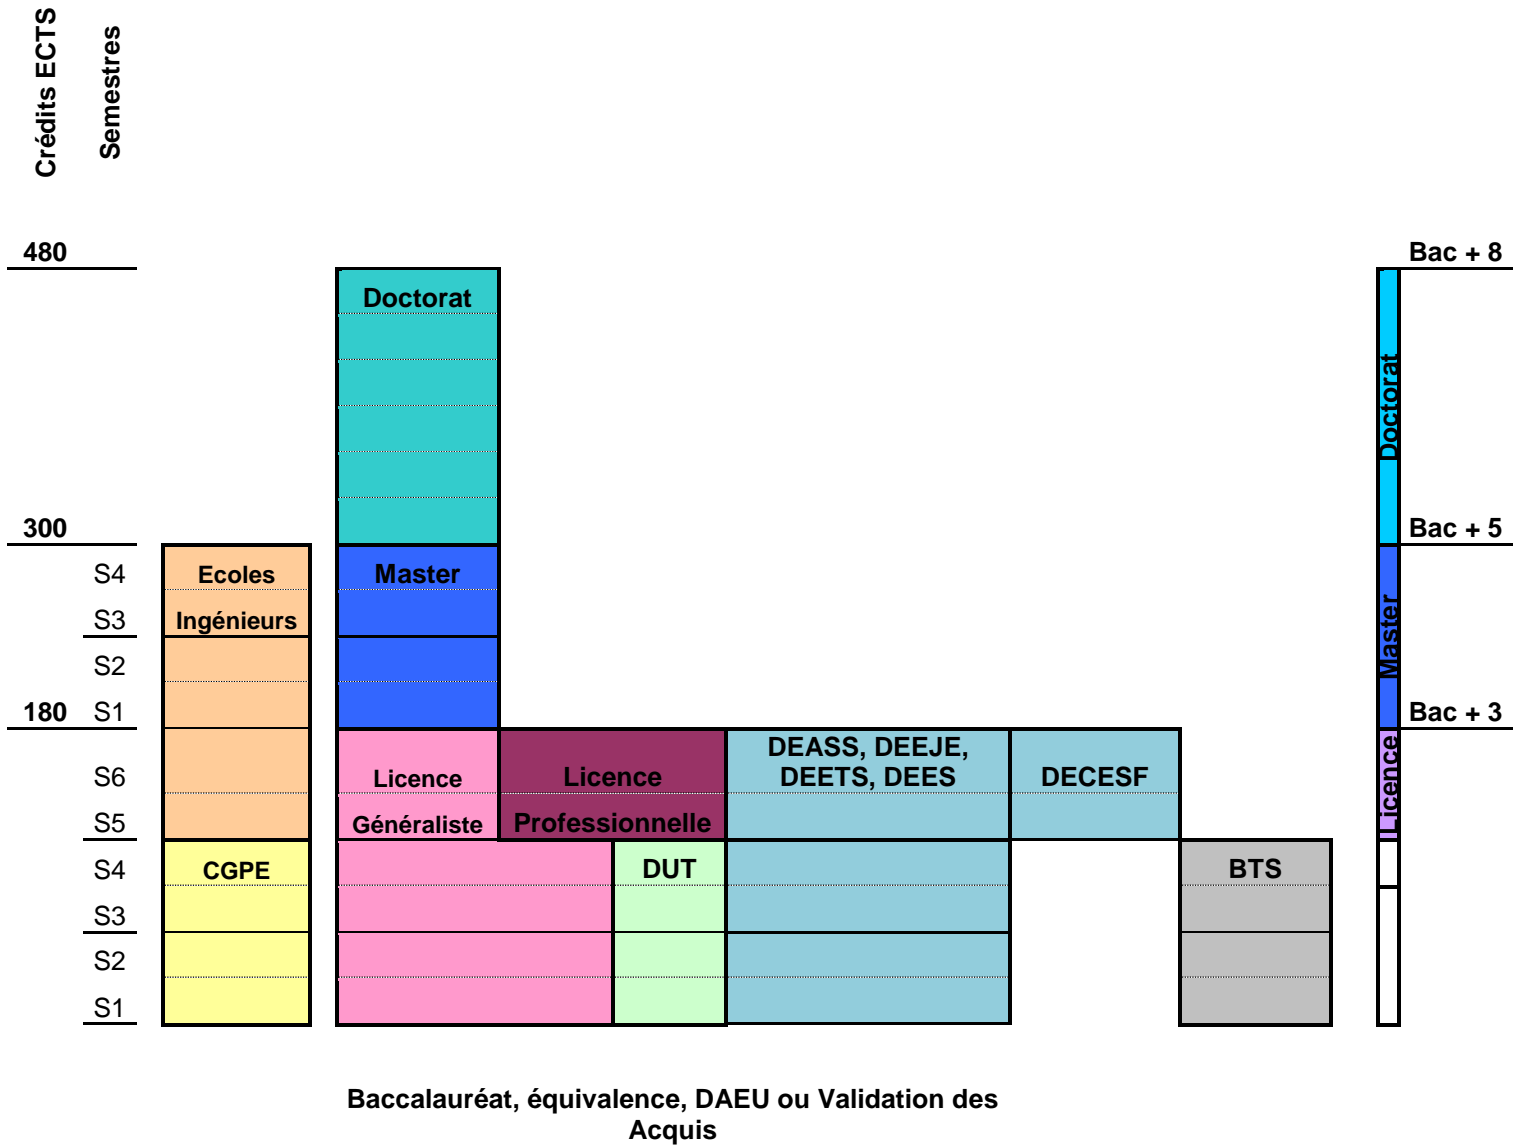 Crédits ECTS
Semestres
480
Bac + 8
Doctorat
Doctorat
300
Bac + 5
S4
Ecoles
Master
S3
Ingénieurs
Master
S2
180
S1
Bac + 3
DEASS, DEEJE,
S6
Licence
Licence
DEETS, DEES
DECESF
Licence
S5
Généraliste
Professionnelle
S4
CGPE
DUT
BTS
S3
S2
S1
Baccalauréat, équivalence, DAEU ou Validation des
Acquis